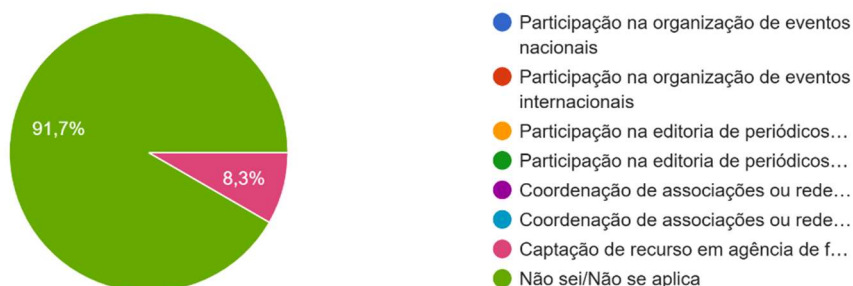 91,7%
8,3%
Participação na organização de eventos
nacionais
Participação na organização de eventos
internacionais
Participação na editoria de periódicos…
Participação na editoria de periódicos…
Coordenação de associações ou rede…
Coordenação de associações ou rede…
Captação de recurso em agência de f…
Não sei/Não se aplica